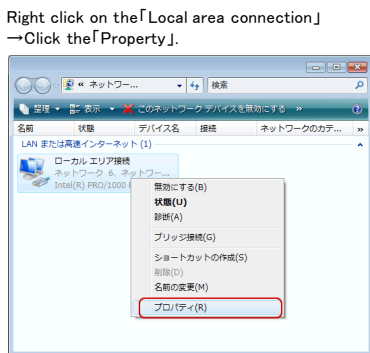 Right click on the「Local area connection」
→Click the「Property」.
« ネットワー... 検索
整理 表示 このネットワーク デバイスを無効にする »
名前 状態 デバイス名 接続 ネットワークのカテ... »
LAN または高速インターネット (1)
ローカル エリア接続
ネットワーク 6、ネットワー...
Intel(R) PRO/1000
無効にする(B)
状態(U)
診断(A)
ブリッジ接続(G)
ショートカットの作成(S)
削除(D)
名前の変更(M)
プロパティ(R)